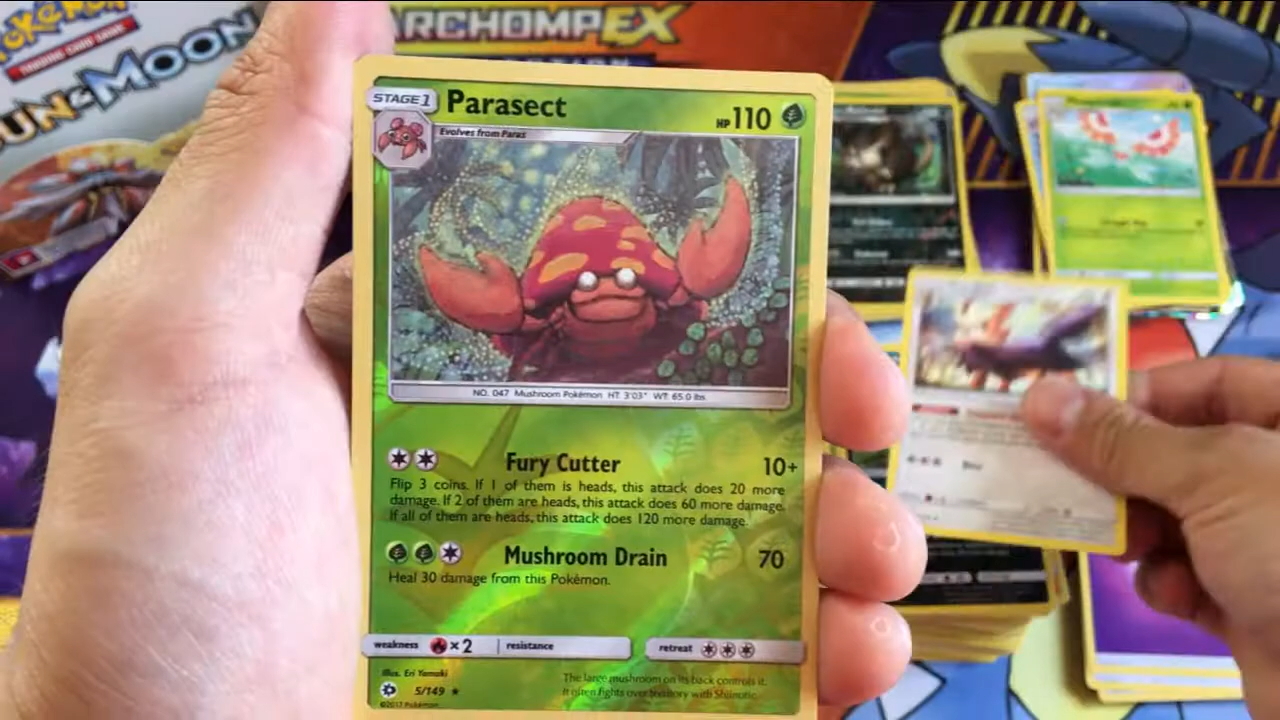 POKÉMON
TRADING CARD GAME
SUN & MOON
ARCHOMP EX
STAGE 1
Parasect
HP 110
Evolves from Paras
NO. 047 Mushroom Pokémon HT: 3'03" WT: 65.0 lbs.
Fury Cutter 10+
Flip 3 coins. If 1 of them is heads, this attack does 20 more
damage. If 2 of them are heads, this attack does 60 more damage.
If all of them are heads, this attack does 120 more damage.
Mushroom Drain 70
Heal 30 damage from this Pokémon.
weakness ×2 resistance retreat
Illus. Eri Yamaki
5/149 ★
©2017 Pokémon
The large mushroom on its back controls it.
It often fights over territory with Shiinotic.